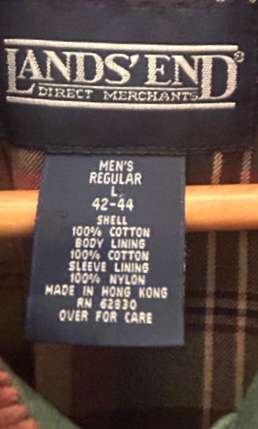 LANDS' END®
DIRECT MERCHANTS
MEN'S
REGULAR
L
42-44
SHELL
100% COTTON
BODY LINING
100% COTTON
SLEEVE LINING
100% NYLON
MADE IN HONG KONG
RN 62830
OVER FOR CARE